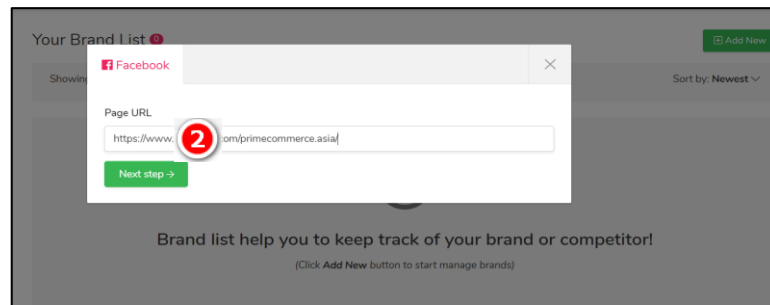 Your Brand List 0
Add New
Facebook
Showing
Sort by: Newest
Page URL
https://www. 2 om/primecommerce.asia/
Next step →
Brand list help you to keep track of your brand or competitor!
(Click Add New button to start manage brands)